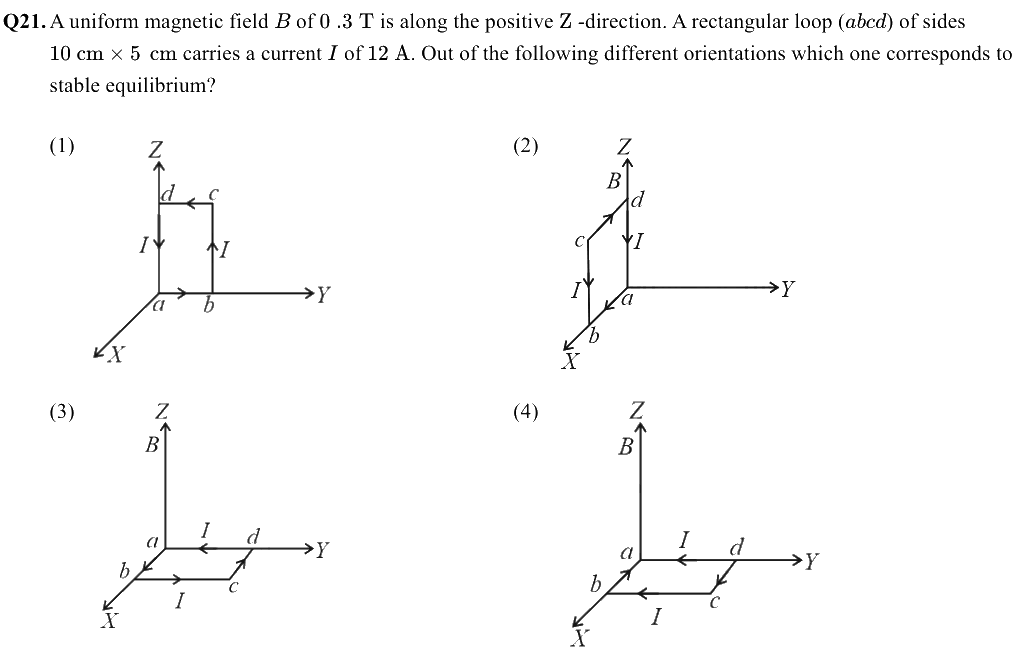 Q21. A uniform magnetic field B of 0 .3 T is along the positive Z -direction. A rectangular loop (abcd) of sides
10 cm × 5 cm carries a current I of 12 A. Out of the following different orientations which one corresponds to
stable equilibrium?
(1)
Z
d c
I I
a b Y
X
(2)
Z
B
d
c I
I a Y
b
X
(3)
Z
B
a I d Y
b
c
X I
(4)
Z
B
a I d Y
b
c
X I